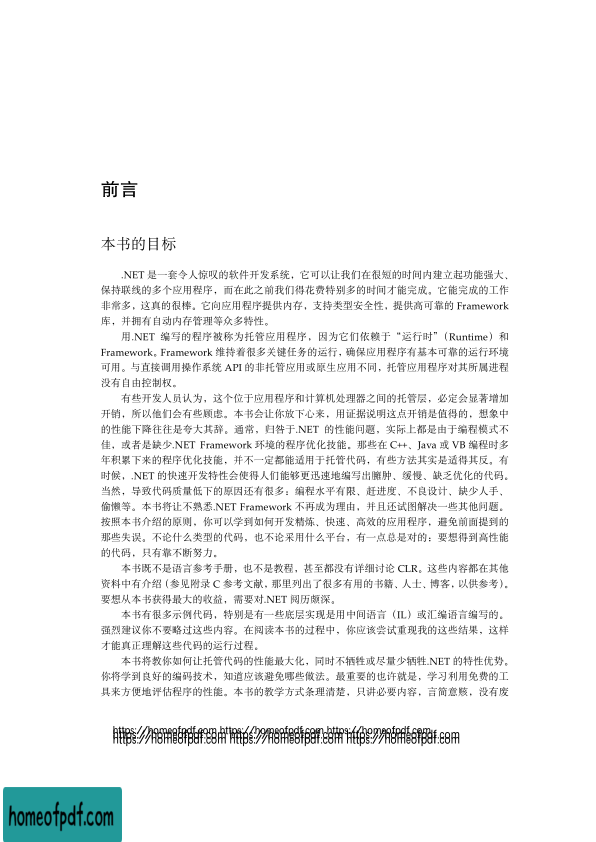 前言
本书的目标
.NET 是一套令人惊叹的软件开发系统，它可以让我们在很短的时间内建立起功能强大、
保持联线的多个应用程序，而在此之前我们得花费特别多的时间才能完成。它能完成的工作
非常多，这真的很棒。它向应用程序提供内存，支持类型安全性，提供高可靠的 Framework
库，并拥有自动内存管理等众多特性。
用.NET 编写的程序被称为托管应用程序，因为它们依赖于“运行时”（Runtime）和
Framework。Framework 维持着很多关键任务的运行，确保应用程序有基本可靠的运行环境
可用。与直接调用操作系统 API 的非托管应用或原生应用不同，托管应用程序对其所属进程
没有自由控制权。
有些开发人员认为，这个位于应用程序和计算机处理器之间的托管层，必定会显著增加
开销，所以他们会有些顾虑。本书会让你放下心来，用证据说明这点开销是值得的，想象中
的性能下降往往是夸大其辞。通常，归咎于.NET 的性能问题，实际上都是由于编程模式不
佳，或者是缺少.NET Framework 环境的程序优化技能。那些在 C++、Java 或 VB 编程时多
年积累下来的程序优化技能，并不一定都能适用于托管代码，有些方法其实是适得其反。有
时候，.NET 的快速开发特性会使得人们能够更迅速地编写出臃肿、缓慢、缺乏优化的代码。
当然，导致代码质量低下的原因还有很多：编程水平有限、赶进度、不良设计、缺少人手、
偷懒等。本书将让不熟悉.NET Framework 不再成为理由，并且还试图解决一些其他问题。
按照本书介绍的原则，你可以学到如何开发精炼、快速、高效的应用程序，避免前面提到的
那些失误。不论什么类型的代码，也不论采用什么平台，有一点总是对的：要想得到高性能
的代码，只有靠不断努力。
本书既不是语言参考手册，也不是教程，甚至都没有详细讨论 CLR。这些内容都在其他
资料中有介绍（参见附录 C 参考文献，那里列出了很多有用的书籍、人士、博客，以供参考）。
要想从本书获得最大的收益，需要对.NET 阅历颇深。
本书有很多示例代码，特别是有一些底层实现是用中间语言（IL）或汇编语言编写的。
强烈建议你不要略过这些内容。在阅读本书的过程中，你应该尝试重现我的这些结果，这样
才能真正理解这些代码的运行过程。
本书将教你如何让托管代码的性能最大化，同时不牺牲或尽量少牺牲.NET 的特性优势。
你将学到良好的编码技术，知道应该避免哪些做法。最重要的也许就是，学习利用免费的工
具来方便地评估程序的性能。本书的教学方式条理清楚，只讲必要内容，言简意赅，没有废
https://homeofpdf.com https://homeofpdf.com https://homeofpdf.com
https://homeofpdf.com https://homeofpdf.com https://homeofpdf.com
homeofpdf.com